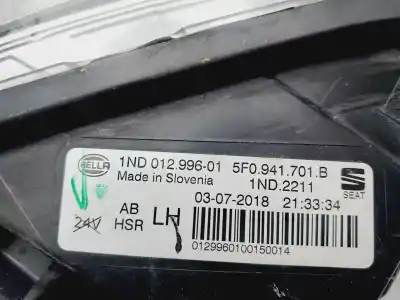 HELLA
1ND 012.996-01 5F0.941.701.B
Made in Slovenia 1ND.2211
SEAT
03-07-2018 21:33:34
24V AB LH
HSR
0129960100150014